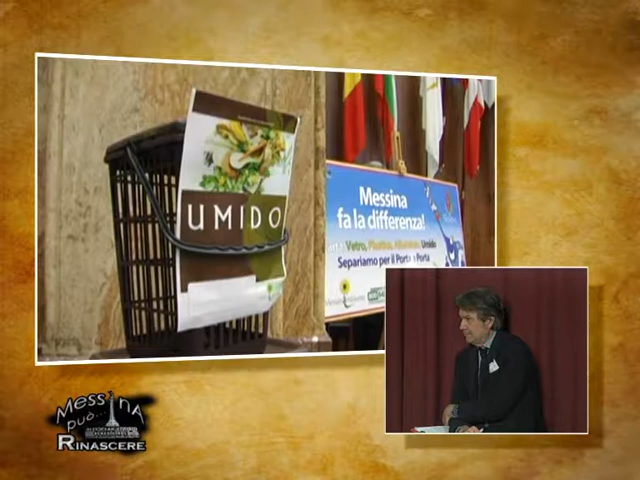 UMIDO
Messina
fa la differenza!
Vetro, Plastica, Alluminio, Umido
Separiamo per il Porta a Porta
Messina
può...
RINASCERE